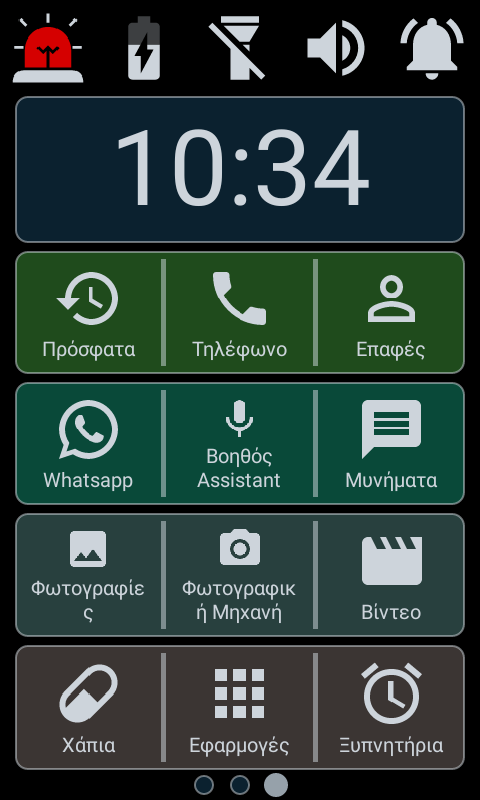 10:34
Πρόσφατα
Τηλέφωνο
Επαφές
Whatsapp
Βοηθός
Assistant
Μυνήματα
Φωτογραφίε
ς
Φωτογραφικ
ή Μηχανή
Βίντεο
Χάπια
Εφαρμογές
Ξυπνητήρια